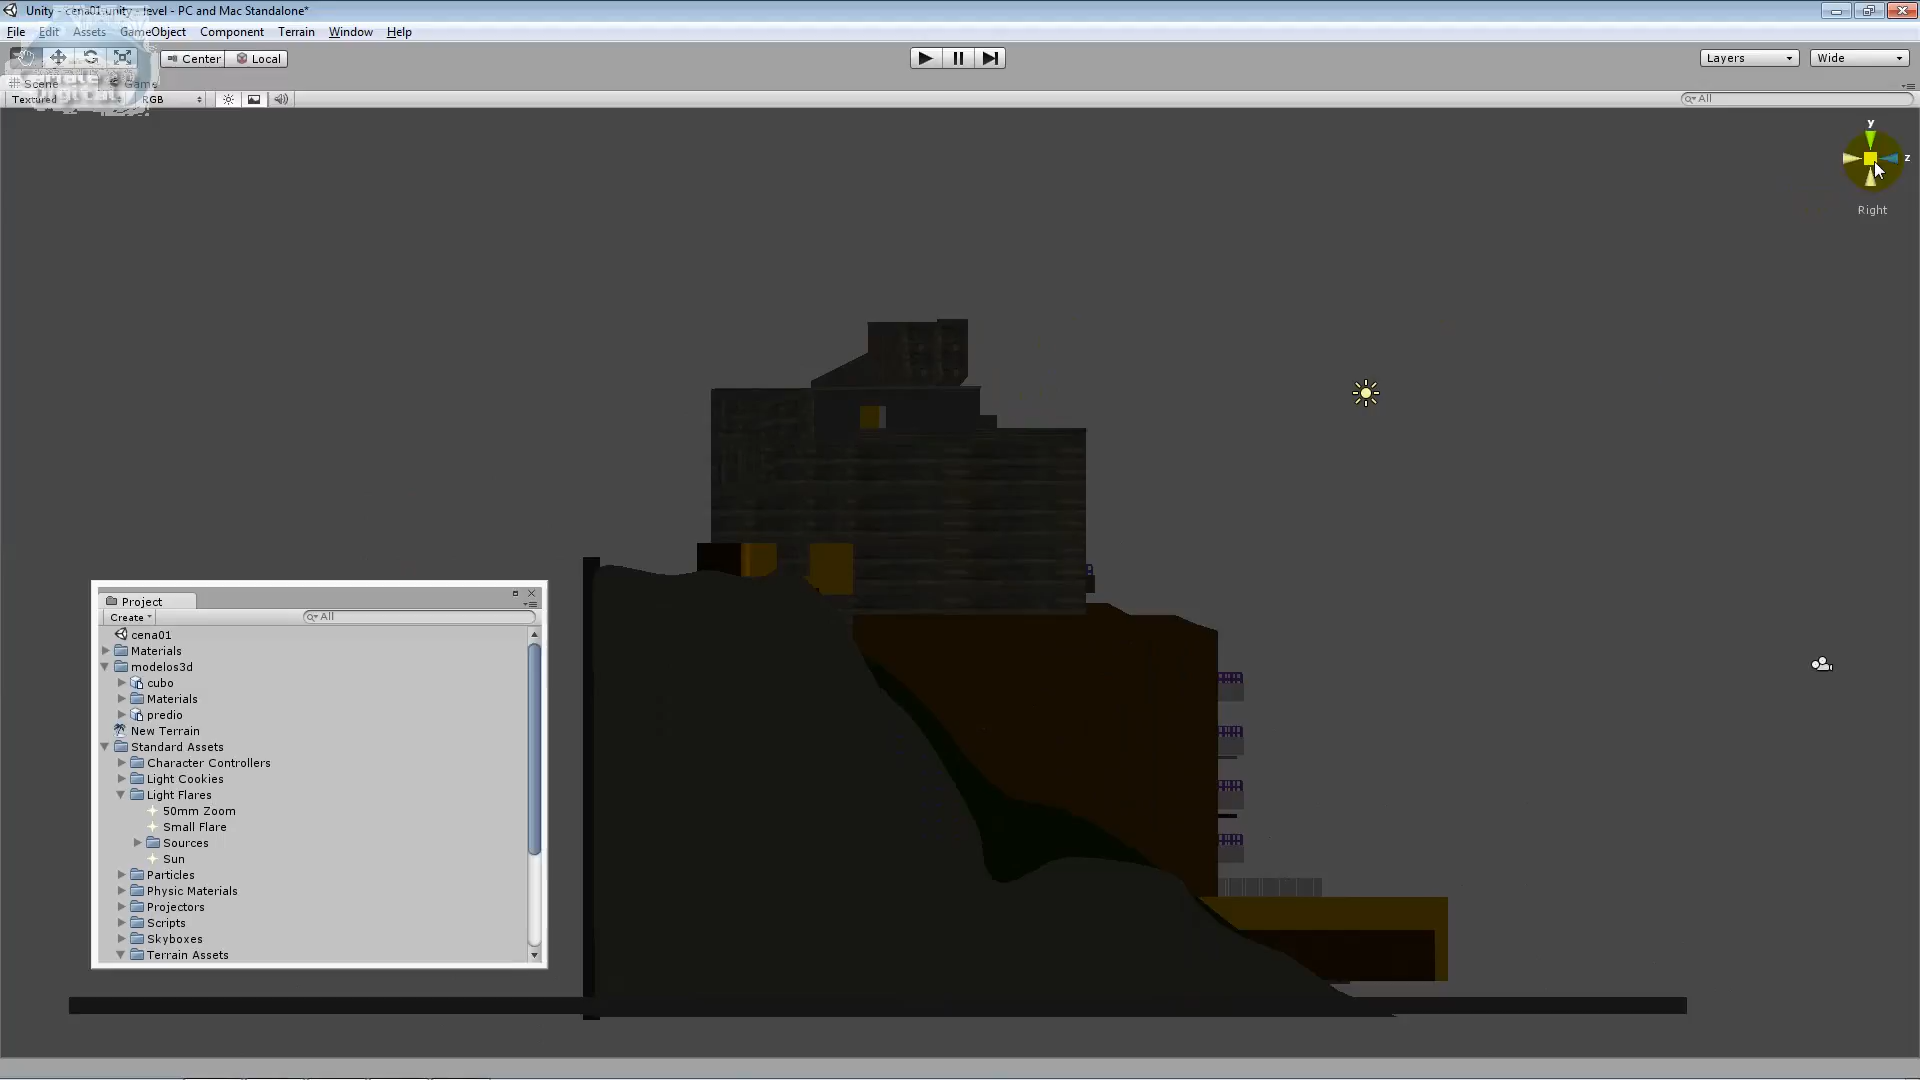 Unity - cena01.unity - level - PC and Mac Standalone*
File Edit Assets GameObject Component Terrain Window Help
Center Local Layers Wide
Scene Game
Textured RGB All
y
z
Right
Project
Create All
cena01
Materials
modelos3d
cubo
Materials
predio
New Terrain
Standard Assets
Character Controllers
Light Cookies
Light Flares
50mm Zoom
Small Flare
Sources
Sun
Particles
Physic Materials
Projectors
Scripts
Skyboxes
Terrain Assets